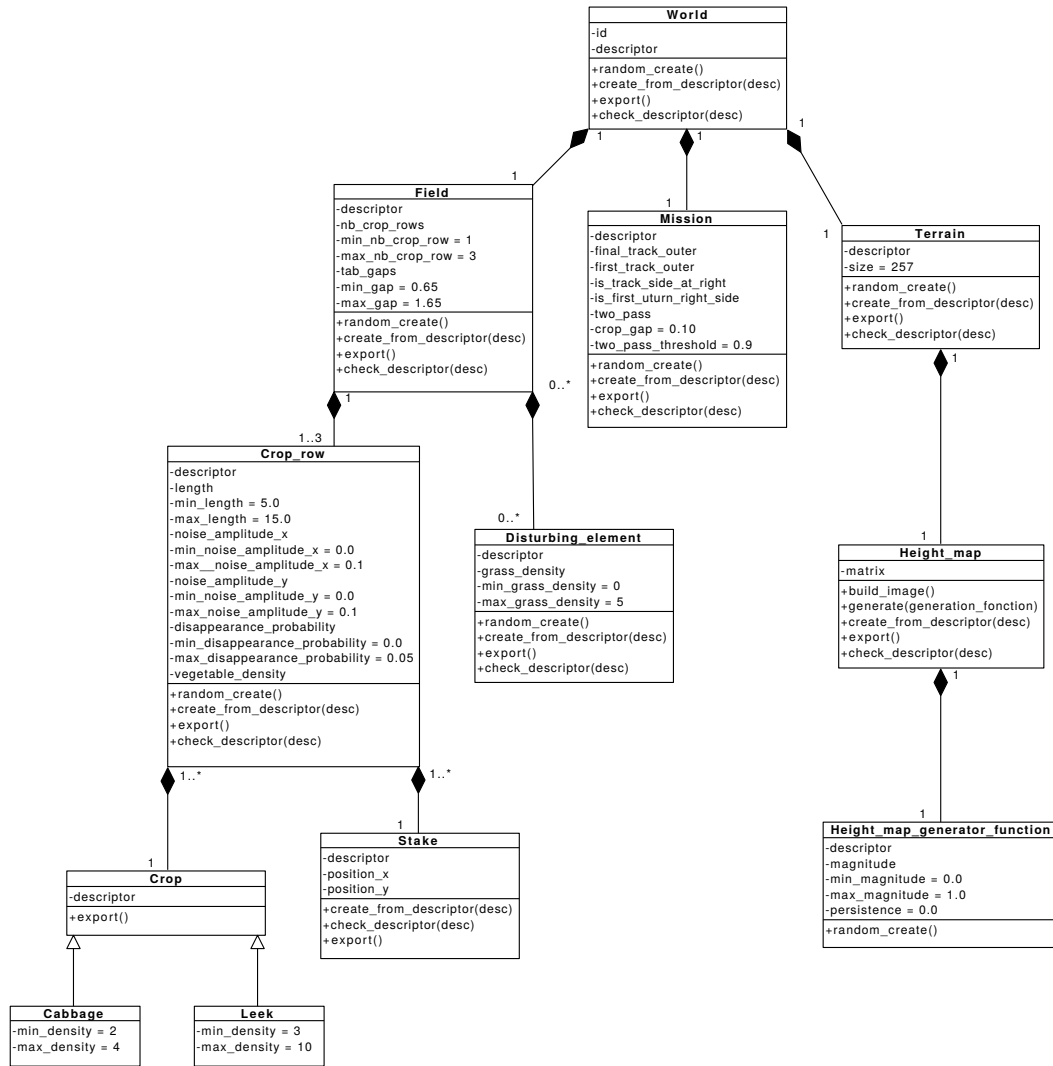 World
-id
-descriptor
+random_create()
+create_from_descriptor(desc)
+export()
+check_descriptor(desc)
1
1
1
1
Field
-descriptor
-nb_crop_rows
-min_nb_crop_row = 1
-max_nb_crop_row = 3
-tab_gaps
-min_gap = 0.65
-max_gap = 1.65
+random_create()
+create_from_descriptor(desc)
+export()
+check_descriptor(desc)
1
Mission
-descriptor
-final_track_outer
-first_track_outer
-is_track_side_at_right
-is_first_uturn_right_side
-two_pass
-crop_gap = 0.10
-two_pass_threshold = 0.9
+random_create()
+create_from_descriptor(desc)
+export()
+check_descriptor(desc)
1
Terrain
-descriptor
-size = 257
+random_create()
+create_from_descriptor(desc)
+export()
+check_descriptor(desc)
1
1
0..*
1..3
Crop_row
-descriptor
-length
-min_length = 5.0
-max_length = 15.0
-noise_amplitude_x
-min_noise_amplitude_x = 0.0
-max__noise_amplitude_x = 0.1
-noise_amplitude_y
-min_noise_amplitude_y = 0.0
-max_noise_amplitude_y = 0.1
-disappearance_probability
-min_disappearance_probability = 0.0
-max_disappearance_probability = 0.05
-vegetable_density
+random_create()
+create_from_descriptor(desc)
+export()
+check_descriptor(desc)
0..*
Disturbing_element
-descriptor
-grass_density
-min_grass_density = 0
-max_grass_density = 5
+random_create()
+create_from_descriptor(desc)
+export()
+check_descriptor(desc)
1
Height_map
-matrix
+build_image()
+generate(generation_fonction)
+create_from_descriptor(desc)
+export()
+check_descriptor(desc)
1
1..*
1..*
1
Crop
-descriptor
+export()
1
Stake
-descriptor
-position_x
-position_y
+create_from_descriptor(desc)
+check_descriptor(desc)
+export()
1
Height_map_generator_function
-descriptor
-magnitude
-min_magnitude = 0.0
-max_magnitude = 1.0
-persistence = 0.0
+random_create()
Cabbage
-min_density = 2
-max_density = 4
Leek
-min_density = 3
-max_density = 10